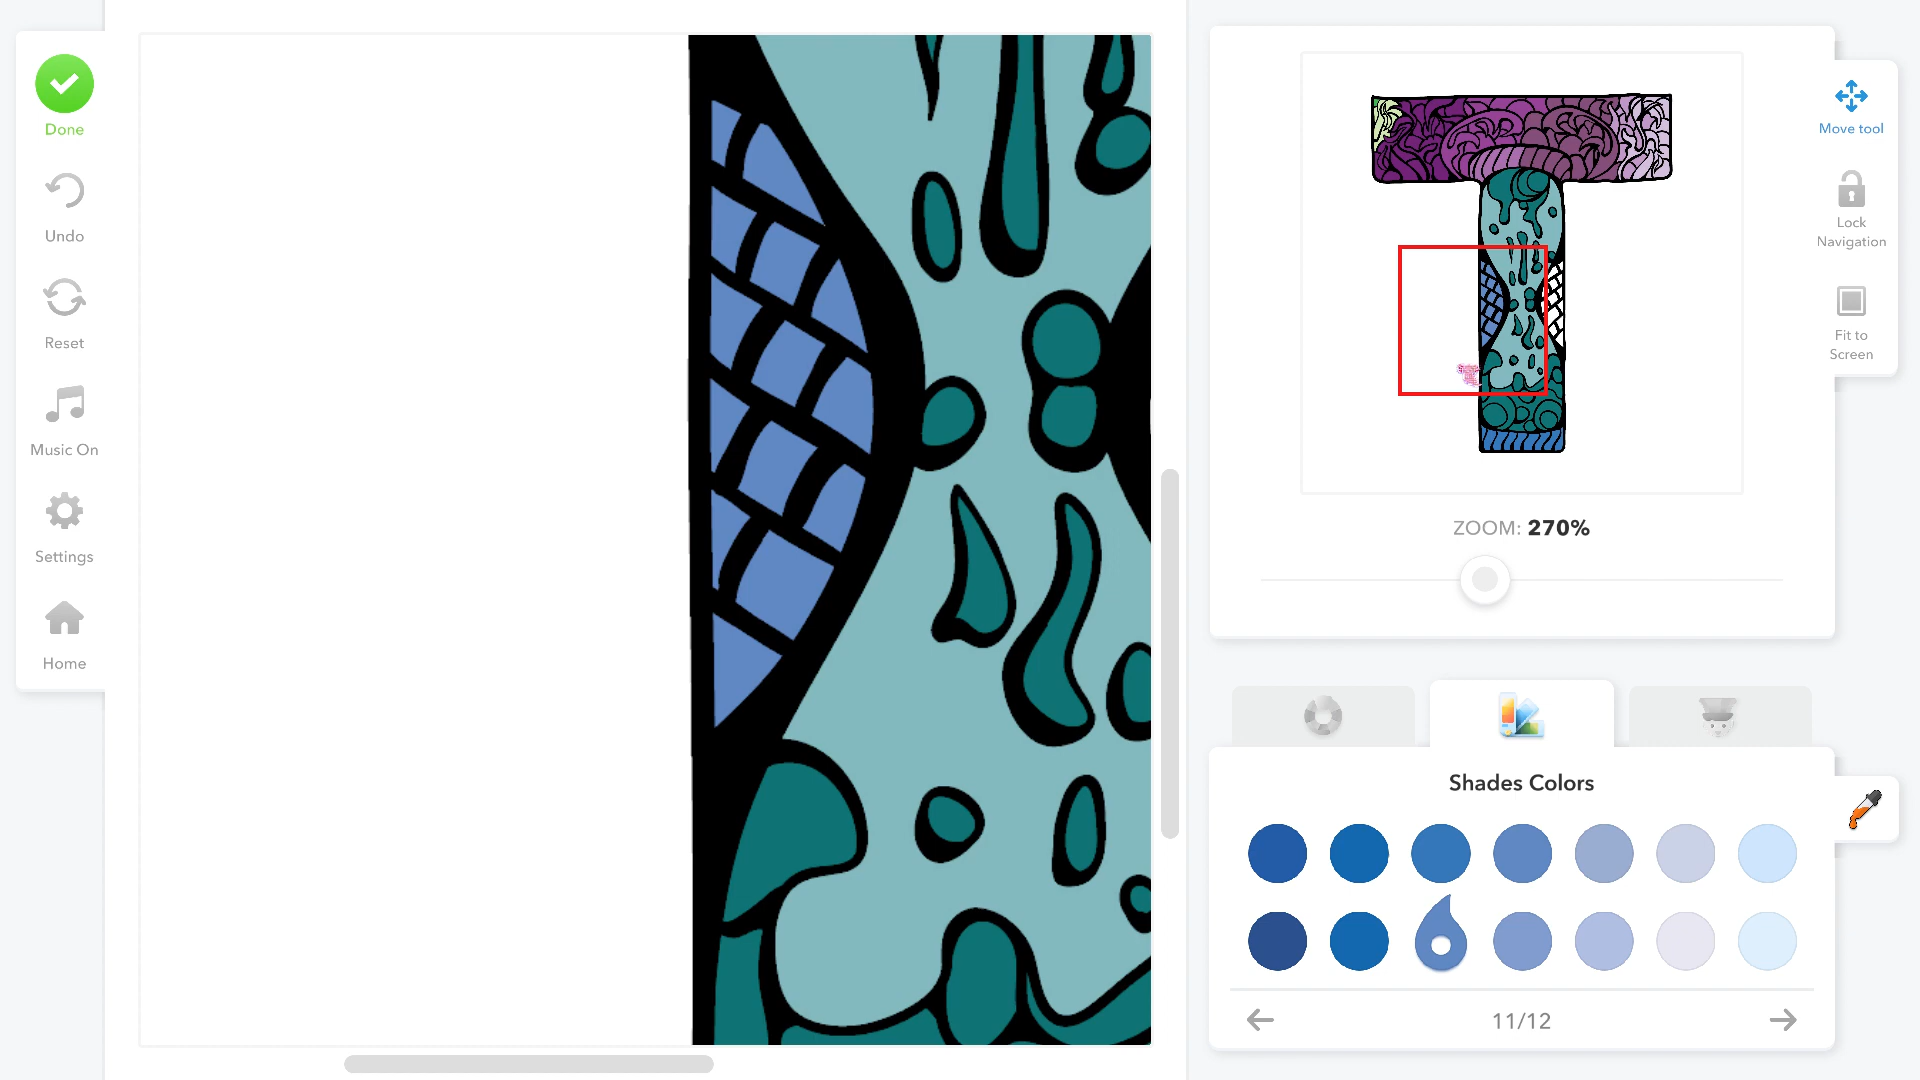 Done
Undo
Reset
Music On
Settings
Home
Move tool
Lock
Navigation
Fit to
Screen
ZOOM: 270%
Shades Colors
11/12